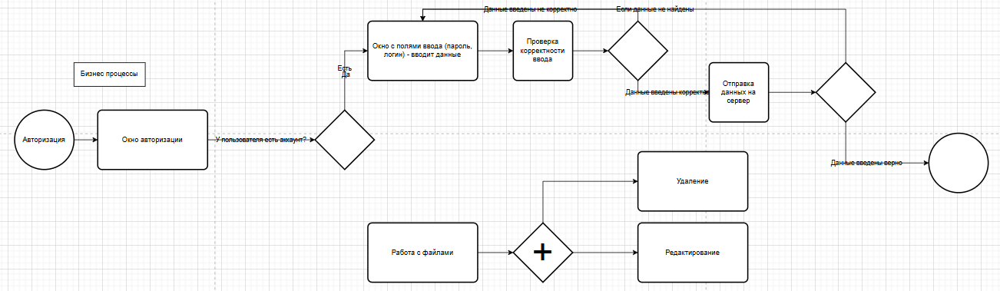 Данные введены не корректно
Если данные не найдены
Окно с полями ввода (пароль,
логин) - вводит данные
Проверка
корректности
ввода
Бизнес процессы
Есть
Да
Данные введены корректно
Отправка
данных на
сервер
Авторизация
Окно авторизации
У пользователя есть аккаунт?
Данные введены верно
Удаление
Работа с файлами
Редактирование